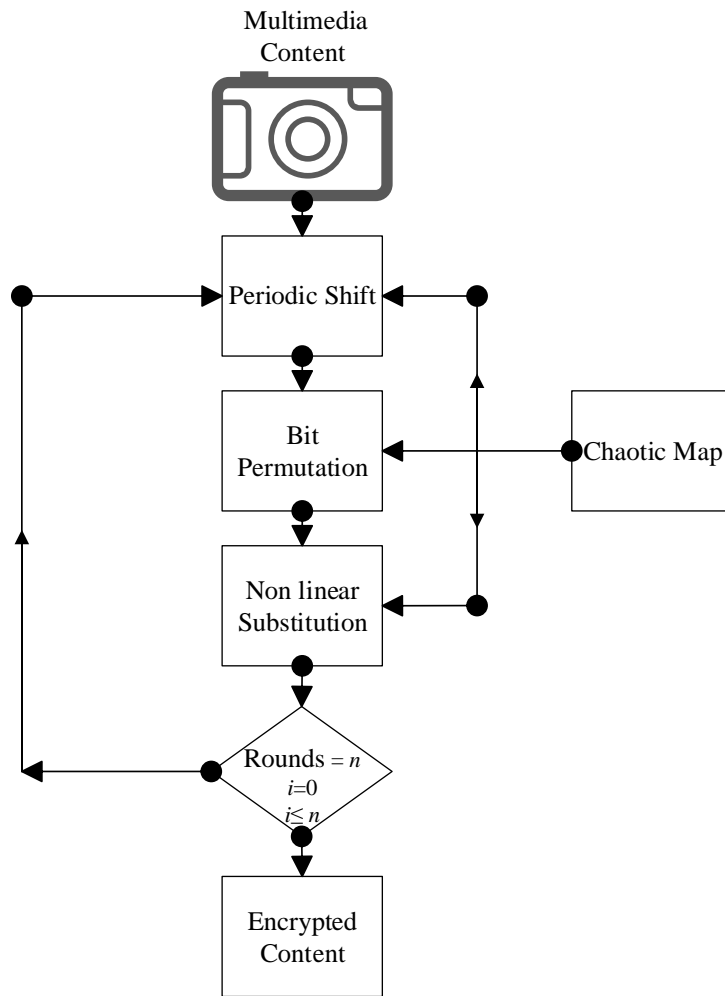 Multimedia
Content
Periodic Shift
Bit
Permutation
Chaotic Map
Non linear
Substitution
Rounds = n
i=0
i≤ n
Encrypted
Content